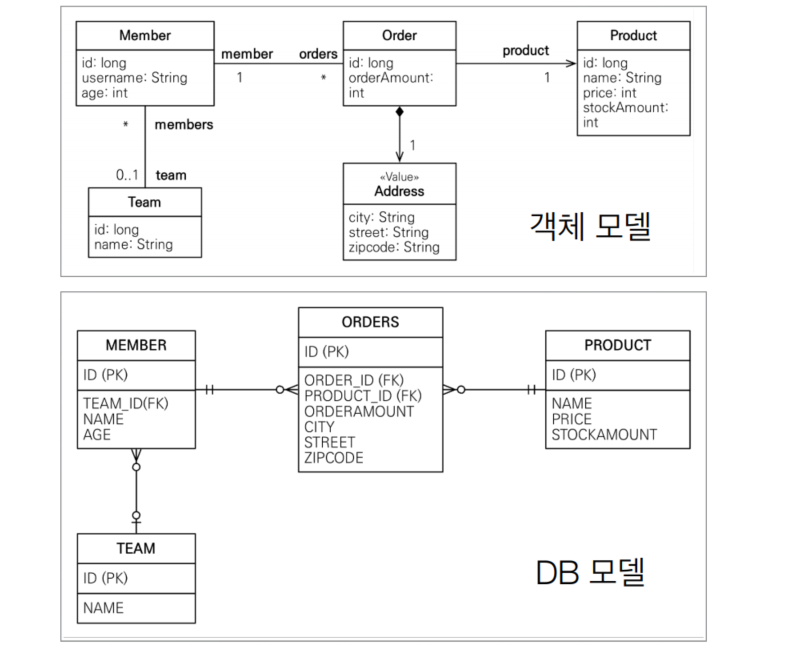 Member
id: long
username: String
age: int
member
1
orders
*
Order
id: long
orderAmount:
int
product
1
Product
id: long
name: String
price: int
stockAmount:
int
*
members
0..1
team
Team
id: long
name: String
1
«Value»
Address
city: String
street: String
zipcode: String
객체 모델
MEMBER
ID (PK)
TEAM_ID(FK)
NAME
AGE
ORDERS
ID (PK)
ORDER_ID (FK)
PRODUCT_ID (FK)
ORDERAMOUNT
CITY
STREET
ZIPCODE
PRODUCT
ID (PK)
NAME
PRICE
STOCKAMOUNT
TEAM
ID (PK)
NAME
DB 모델